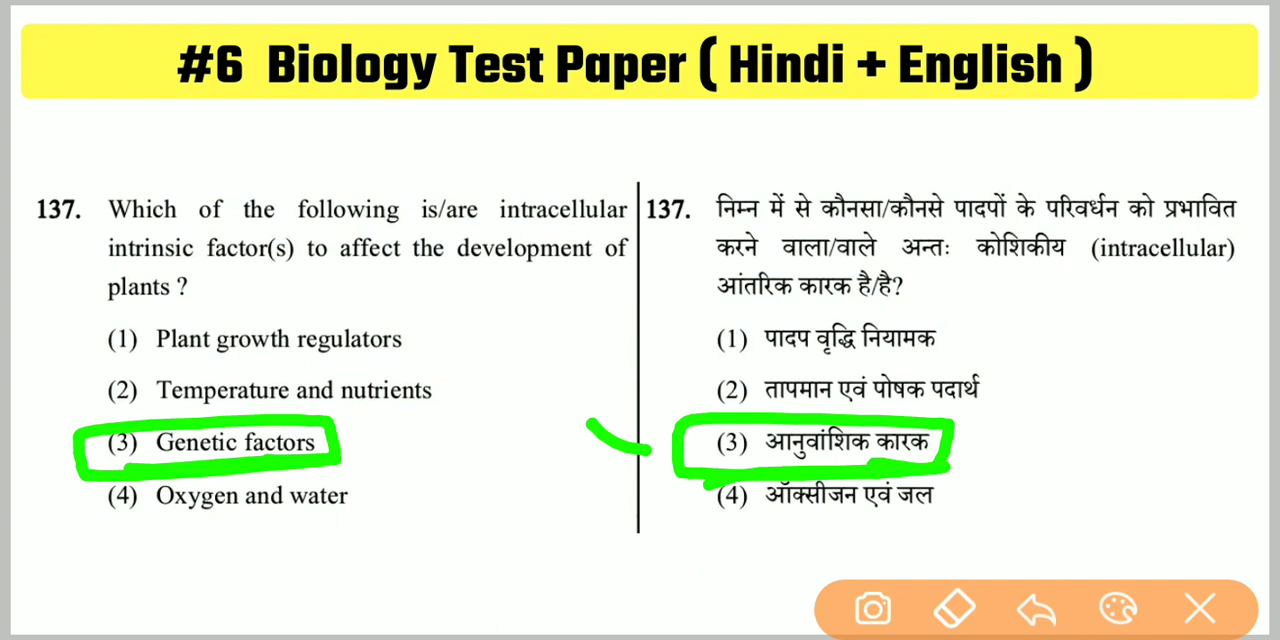 #6 Biology Test Paper ( Hindi + English )
137. Which of the following is/are intracellular
intrinsic factor(s) to affect the development of
plants ?
(1) Plant growth regulators
(2) Temperature and nutrients
(3) Genetic factors
(4) Oxygen and water
137. निम्न में से कौनसा/कौनसे पादपों के परिवर्धन को प्रभावित
करने वाला/वाले अन्तः कोशिकीय (intracellular)
आंतरिक कारक है/है?
(1) पादप वृद्धि नियामक
(2) तापमान एवं पोषक पदार्थ
(3) आनुवांशिक कारक
(4) ऑक्सीजन एवं जल